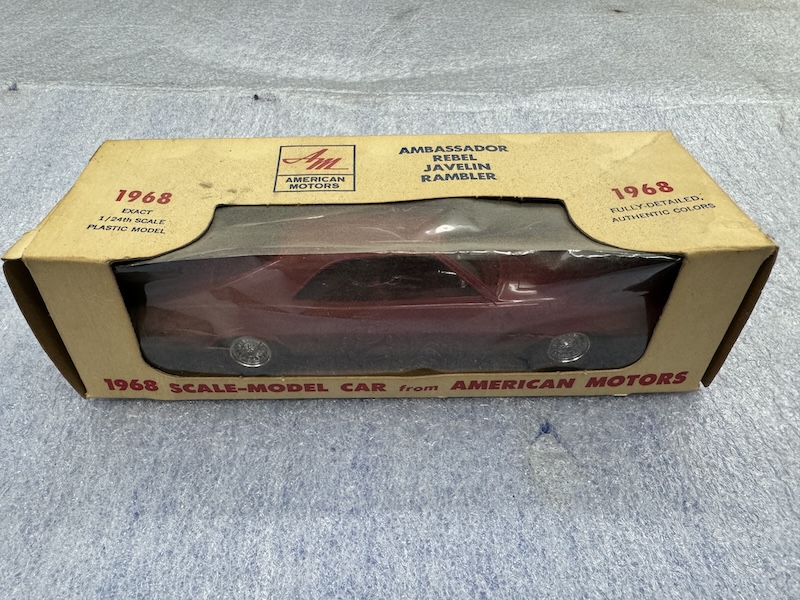 AM
AMERICAN
MOTORS
AMBASSADOR
REBEL
JAVELIN
RAMBLER
1968
EXACT
1/24th SCALE
PLASTIC MODEL
1968
FULLY-DETAILED,
AUTHENTIC COLORS
1968 SCALE-MODEL CAR from AMERICAN MOTORS